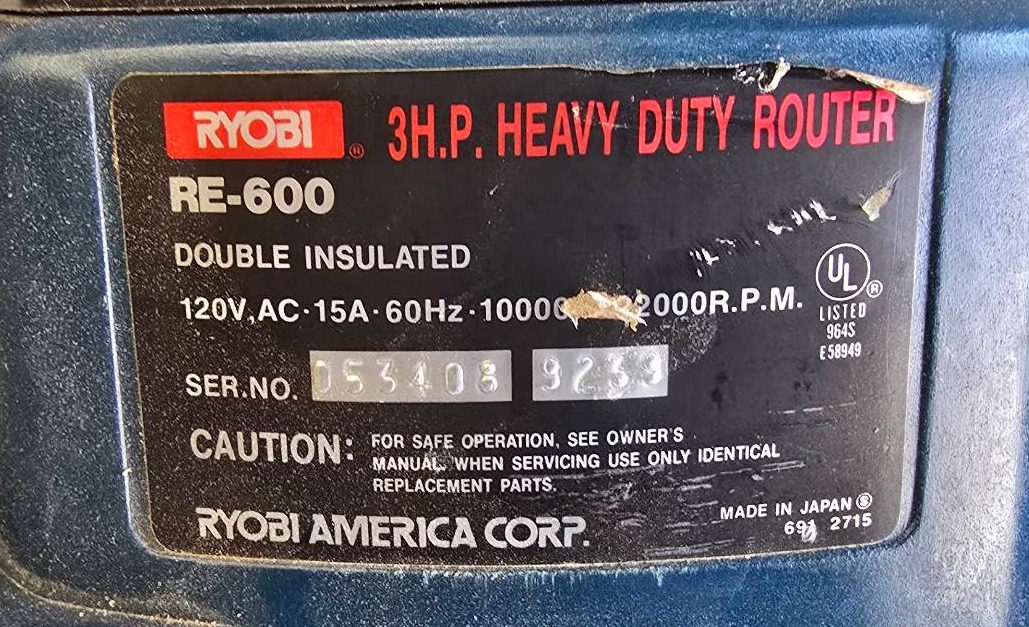 RYOBI ® 3H.P. HEAVY DUTY ROUTER
RE-600
DOUBLE INSULATED
120V,AC·15A·60Hz· 2000R.P.M.
UL ®
LISTED
964S
E58949
SER.NO. 053408 9233
CAUTION: FOR SAFE OPERATION, SEE OWNER'S
MANUAL. WHEN SERVICING USE ONLY IDENTICAL
REPLACEMENT PARTS.
RYOBI AMERICA CORP.
MADE IN JAPAN Ⓢ
691 2715